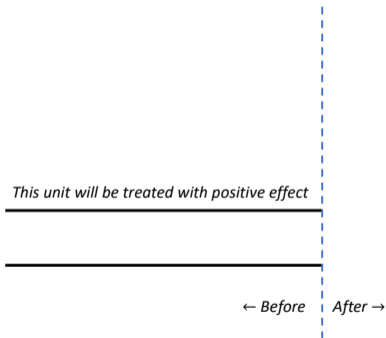 This unit will be treated with positive effect
← Before After →